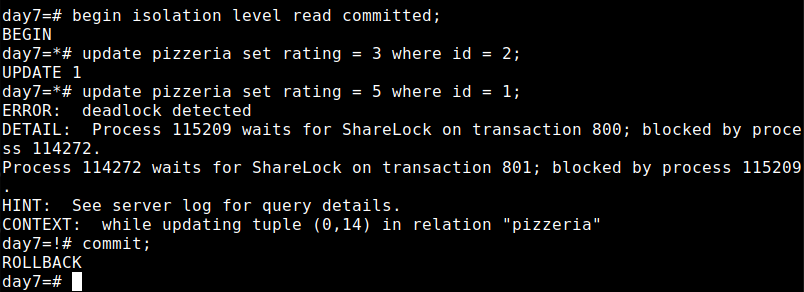 day7=# begin isolation level read committed;
BEGIN
day7=*# update pizzeria set rating = 3 where id = 2;
UPDATE 1
day7=*# update pizzeria set rating = 5 where id = 1;
ERROR:  deadlock detected
DETAIL:  Process 115209 waits for ShareLock on transaction 800; blocked by proce
ss 114272.
Process 114272 waits for ShareLock on transaction 801; blocked by process 115209
.
HINT:  See server log for query details.
CONTEXT:  while updating tuple (0,14) in relation "pizzeria"
day7=!# commit;
ROLLBACK
day7=#